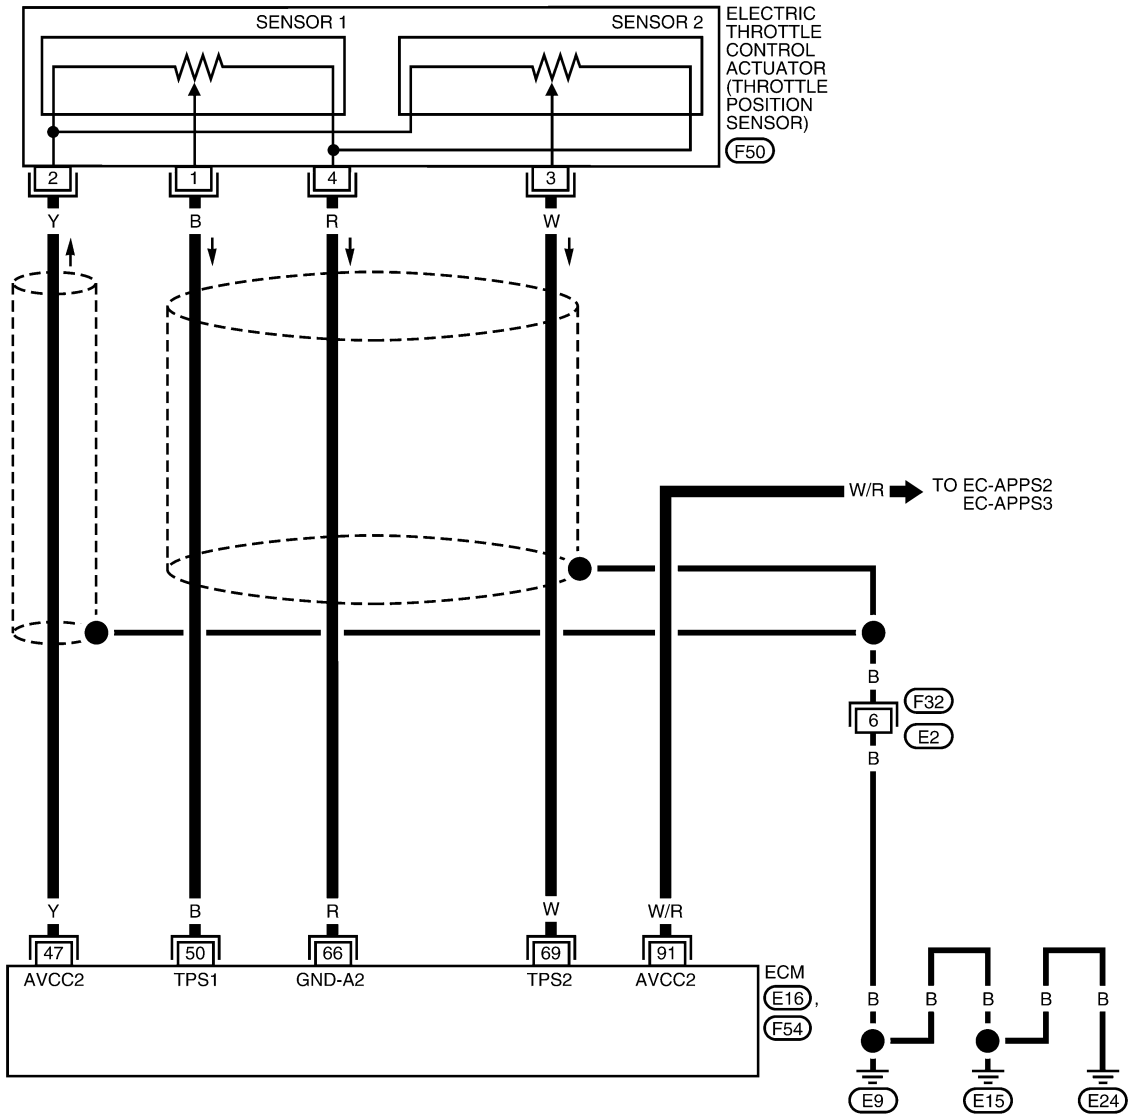 SENSOR 1
SENSOR 2
ELECTRIC
THROTTLE
CONTROL
ACTUATOR
(THROTTLE
POSITION
SENSOR)
F50
2
1
4
3
Y
B
R
W
W/R
TO EC-APPS2
EC-APPS3
B
F32
6
E2
B
Y
B
R
W
W/R
47
50
66
69
91
AVCC2
TPS1
GND-A2
TPS2
AVCC2
ECM
E16 ,
F54
B
B
B
B
B
E9
E15
E24